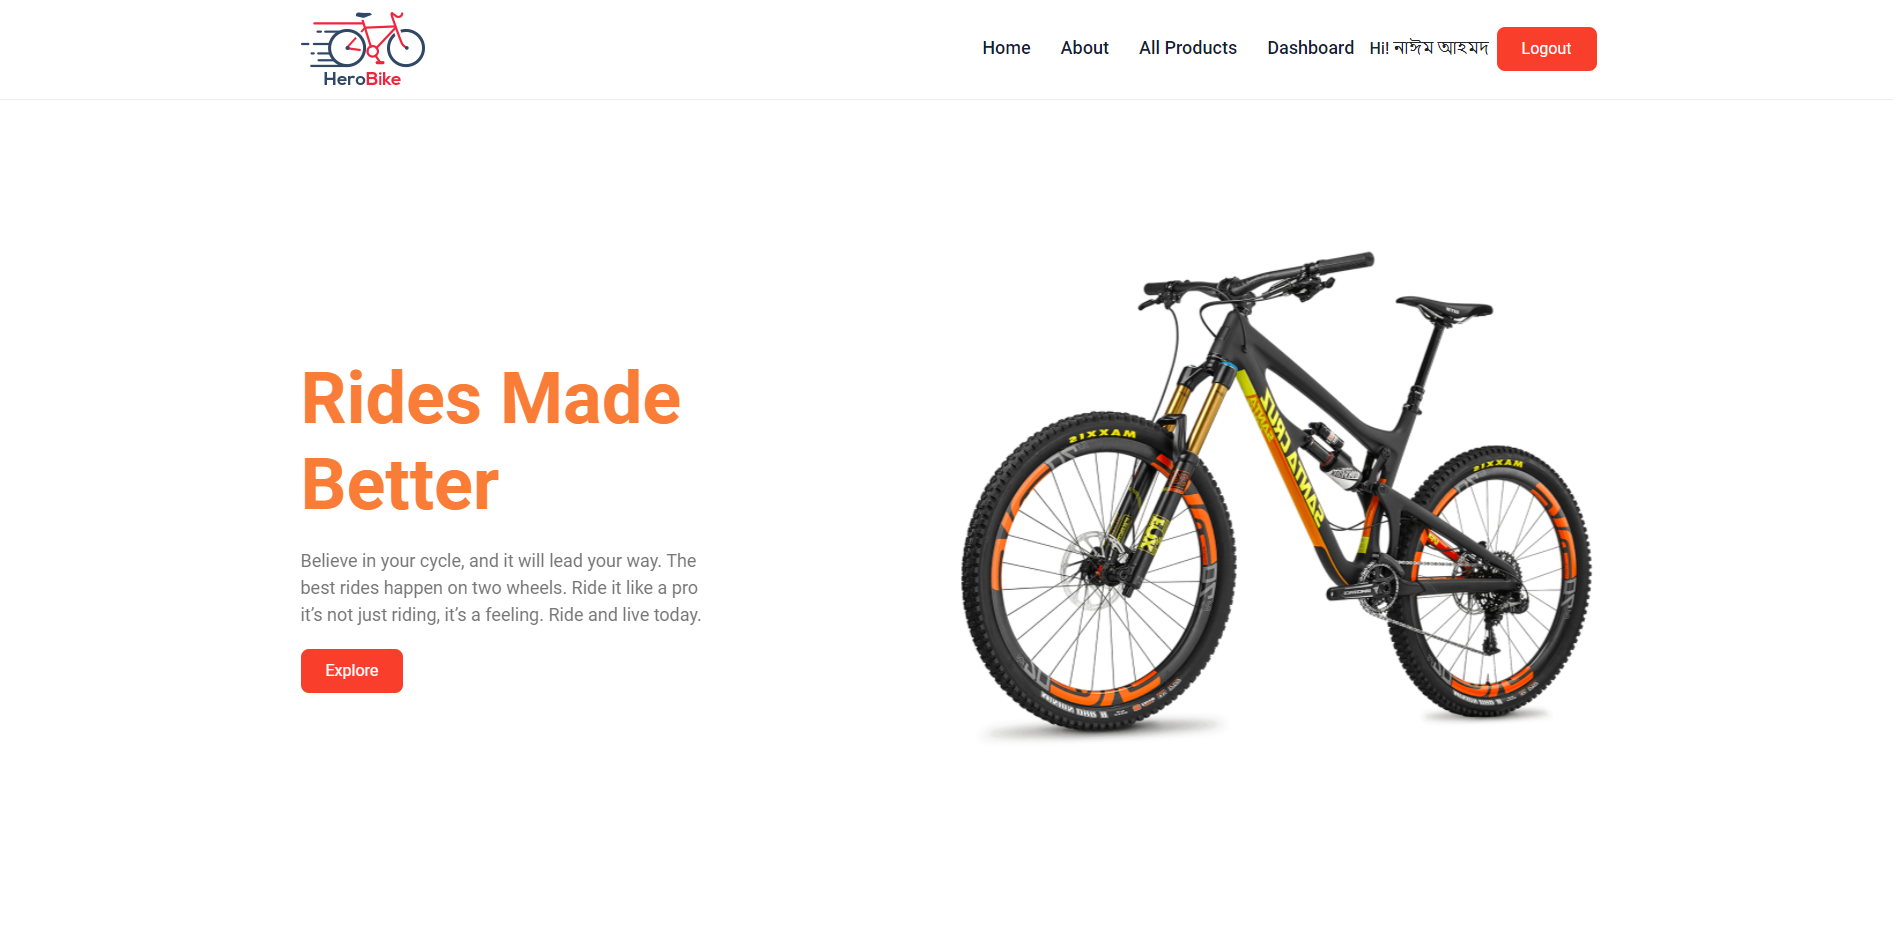 HeroBike
Home About All Products Dashboard Hi! নাঈম আহমদ Logout
Rides Made
Better
Believe in your cycle, and it will lead your way. The
best rides happen on two wheels. Ride it like a pro
it’s not just riding, it’s a feeling. Ride and live today.
Explore
MAXXIS
MAXXIS
SANTA CRUZ
SANTA
FOX